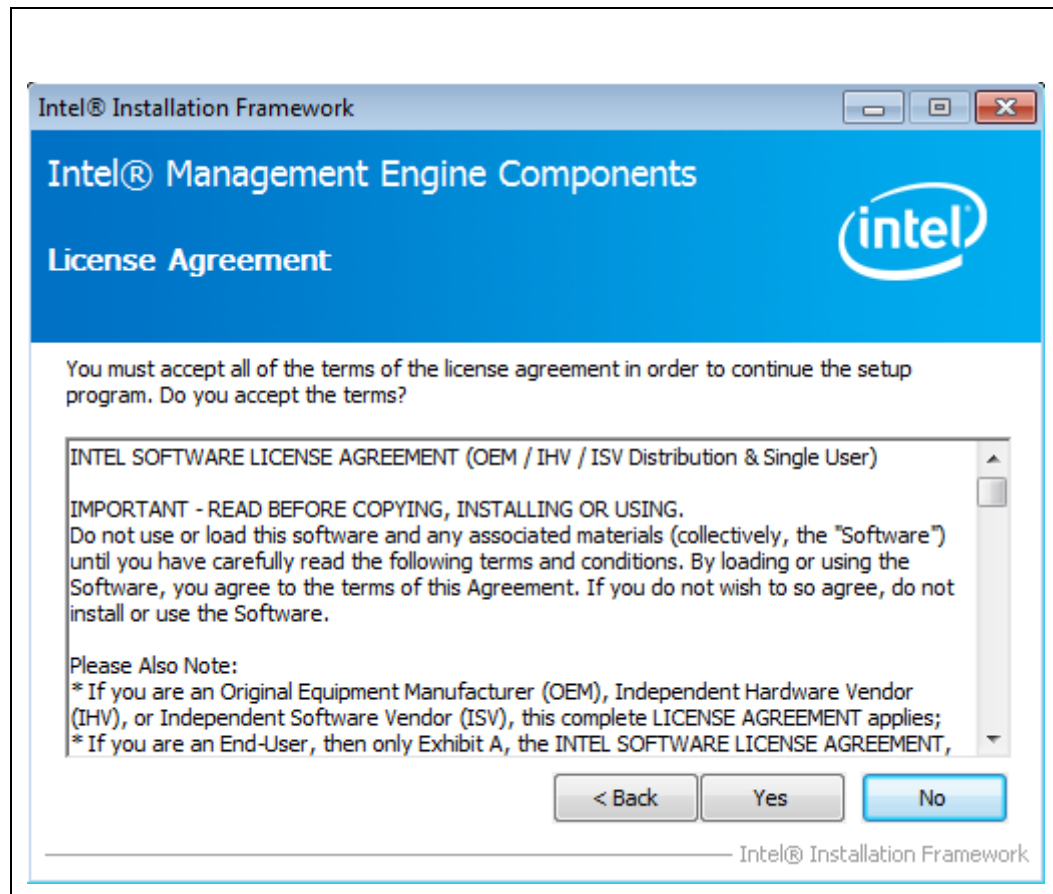 Intel® Installation Framework
Intel® Management Engine Components
intel
License Agreement
You must accept all of the terms of the license agreement in order to continue the setup
program. Do you accept the terms?
INTEL SOFTWARE LICENSE AGREEMENT (OEM / IHV / ISV Distribution & Single User)
IMPORTANT - READ BEFORE COPYING, INSTALLING OR USING.
Do not use or load this software and any associated materials (collectively, the "Software")
until you have carefully read the following terms and conditions. By loading or using the
Software, you agree to the terms of this Agreement. If you do not wish to so agree, do not
install or use the Software.
Please Also Note:
* If you are an Original Equipment Manufacturer (OEM), Independent Hardware Vendor
(IHV), or Independent Software Vendor (ISV), this complete LICENSE AGREEMENT applies;
* If you are an End-User, then only Exhibit A, the INTEL SOFTWARE LICENSE AGREEMENT,
< Back Yes No
Intel® Installation Framework